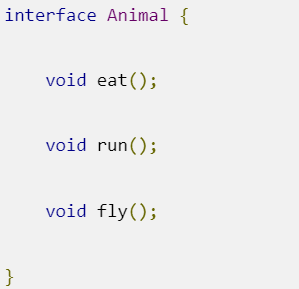 interface Animal {
void eat();
void run();
void fly();
}